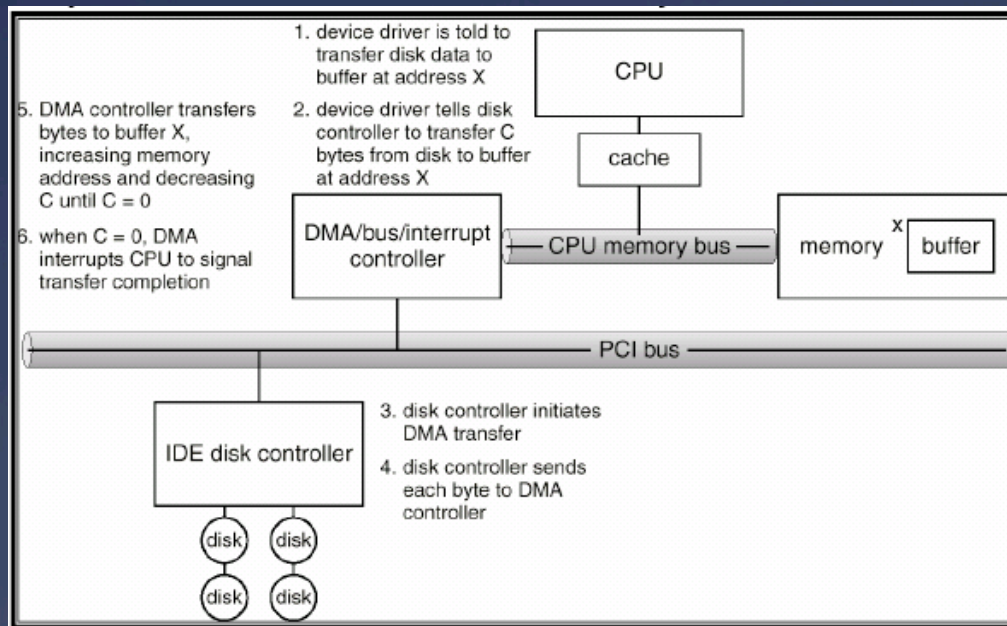 1. device driver is told to
transfer disk data to
buffer at address X
2. device driver tells disk
controller to transfer C
bytes from disk to buffer
at address X
5. DMA controller transfers
bytes to buffer X,
increasing memory
address and decreasing
C until C = 0
6. when C = 0, DMA
interrupts CPU to signal
transfer completion
CPU
cache
DMA/bus/interrupt
controller
CPU memory bus
memory
X
buffer
PCI bus
IDE disk controller
3. disk controller initiates
DMA transfer
4. disk controller sends
each byte to DMA
controller
disk
disk
disk
disk